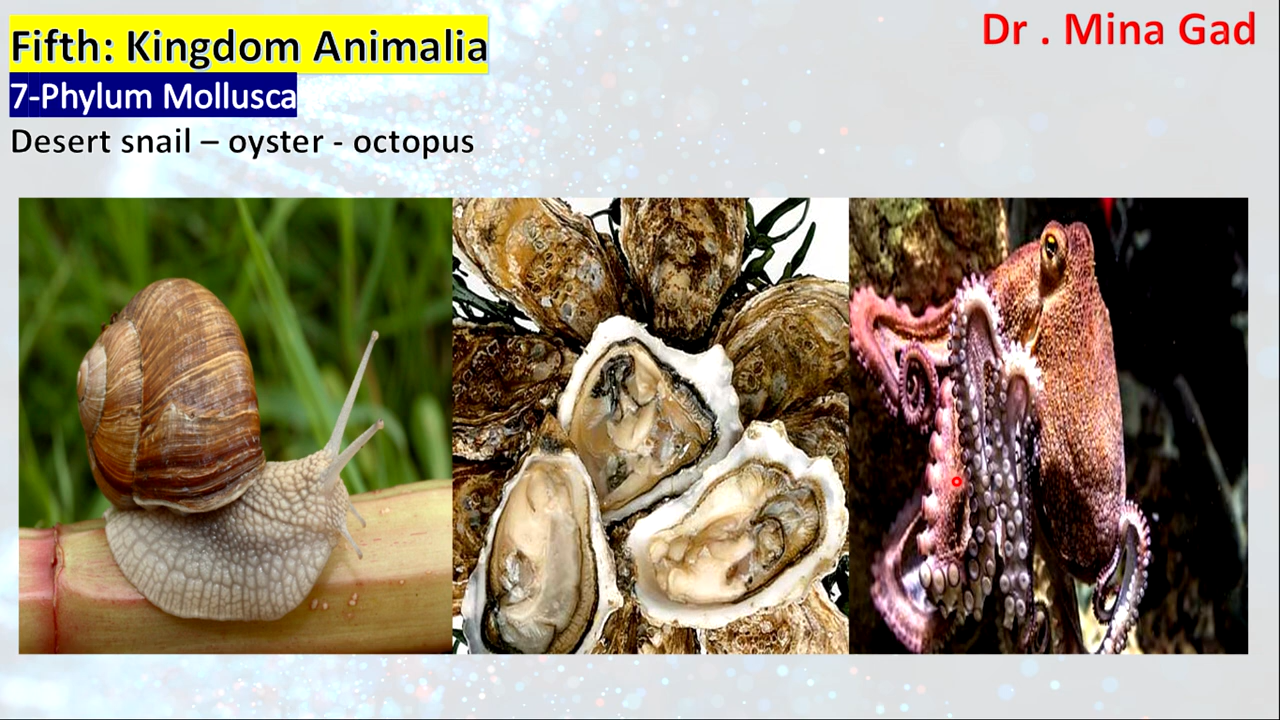 Fifth: Kingdom Animalia
Dr . Mina Gad
7-Phylum Mollusca
Desert snail – oyster - octopus